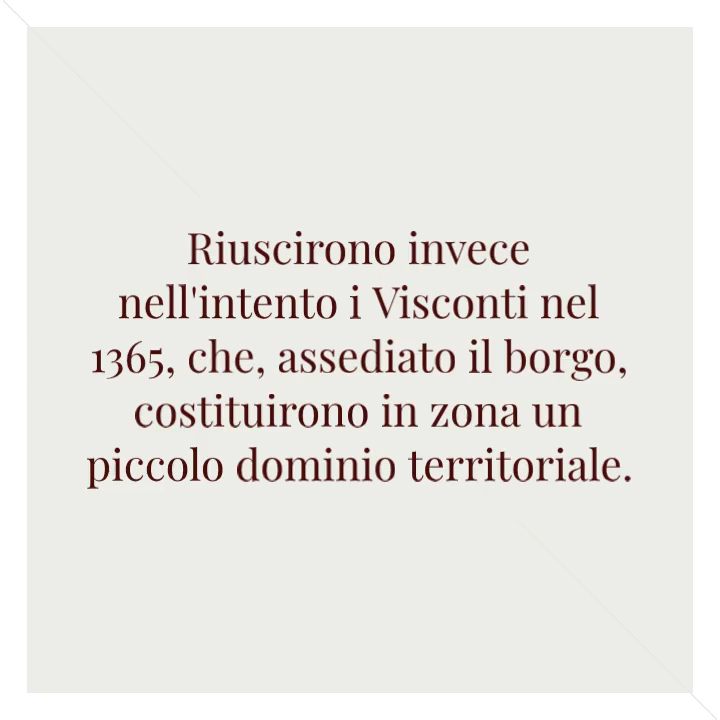 Riuscirono invece
nell'intento i Visconti nel
1365, che, assediato il borgo,
costituirono in zona un
piccolo dominio territoriale.